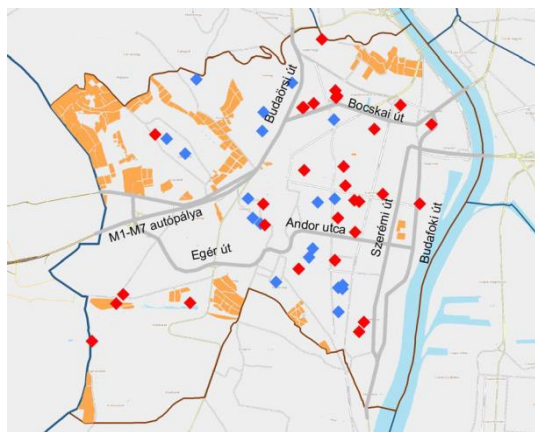 Budaörsi út
Bocskai út
M1-M7 autópálya
Egér út
Andor utca
Szerémi út
Budafoki út